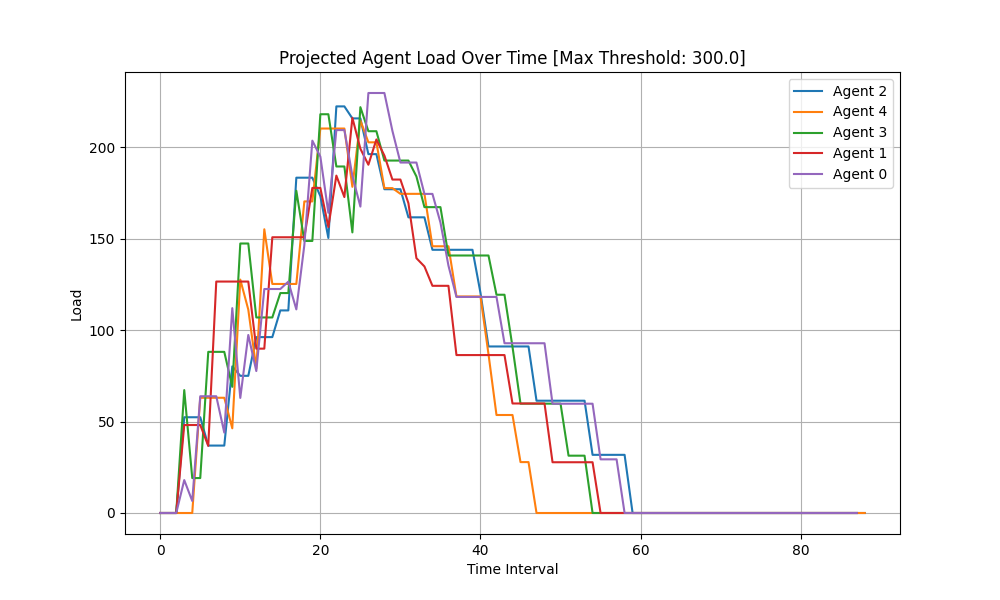 Projected Agent Load Over Time [Max Threshold: 300.0]
Agent 2
Agent 4
Agent 3
Agent 1
Agent 0
200
150
100
50
0
Load
0 20 40 60 80
Time Interval